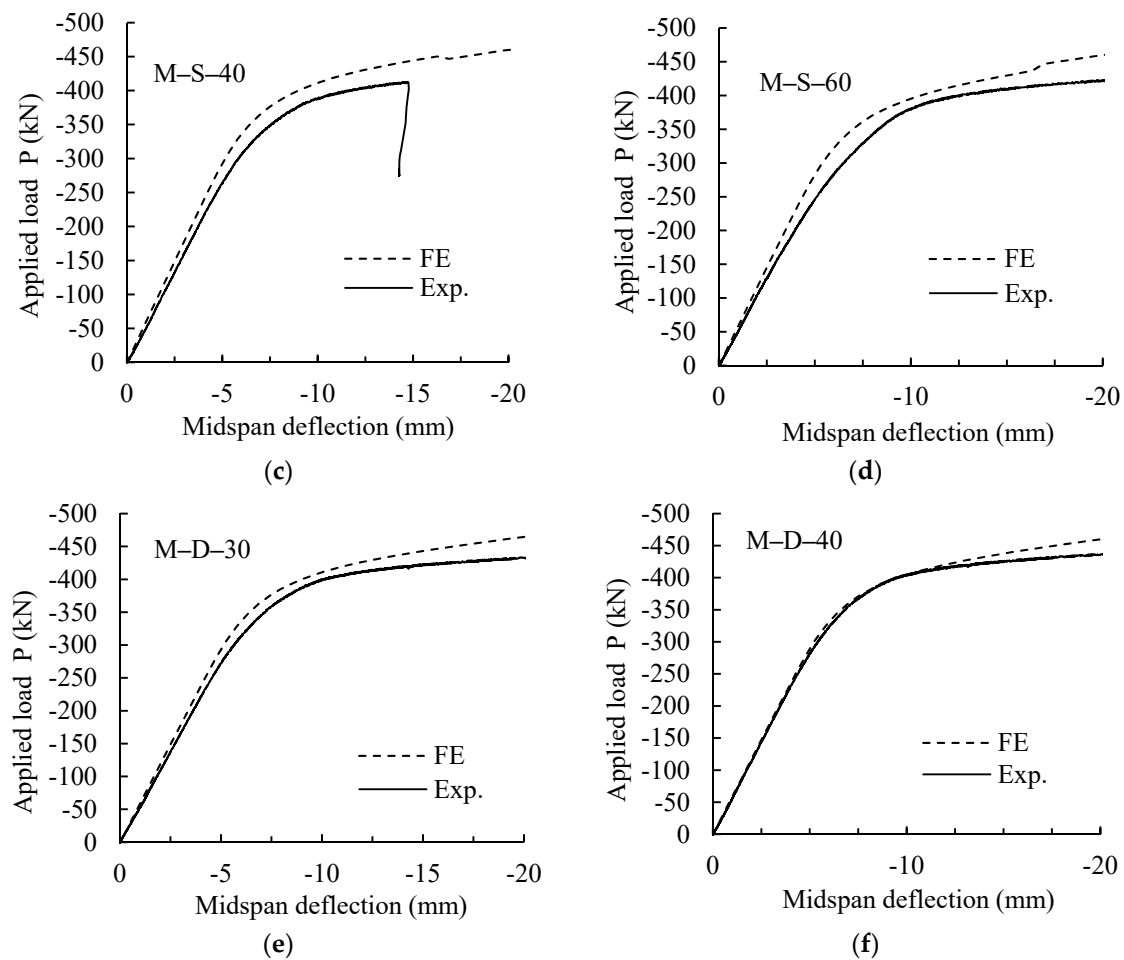 -500
-450
-400
-350
-300
-250
-200
-150
-100
-50
0
Applied load P (kN)
M–S–40
FE
Exp.
0 -5 -10 -15 -20
Midspan deflection (mm)
(c)
-500
-450
-400
-350
-300
-250
-200
-150
-100
-50
0
Applied load P (kN)
M–S–60
FE
Exp.
0 -10 -20
Midspan deflection (mm)
(d)
-500
-450
-400
-350
-300
-250
-200
-150
-100
-50
0
Applied load P (kN)
M–D–30
FE
Exp.
0 -5 -10 -15 -20
Midspan deflection (mm)
(e)
-500
-450
-400
-350
-300
-250
-200
-150
-100
-50
0
Applied load P (kN)
M–D–40
FE
Exp.
0 -10 -20
Midspan deflection (mm)
(f)